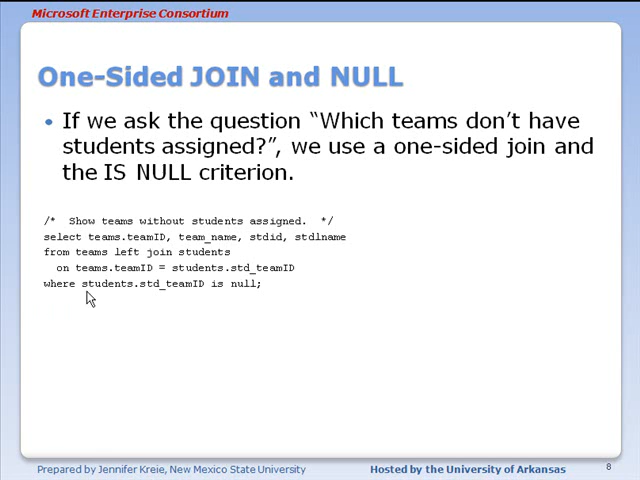 Microsoft Enterprise Consortium
One-Sided JOIN and NULL
• If we ask the question “Which teams don’t have
students assigned?”, we use a one-sided join and
the IS NULL criterion.
/*  Show teams without students assigned.  */
select teams.teamID, team_name, stdid, stdlname
from teams left join students
  on teams.teamID = students.std_teamID
where students.std_teamID is null;
Prepared by Jennifer Kreie, New Mexico State University
Hosted by the University of Arkansas
8